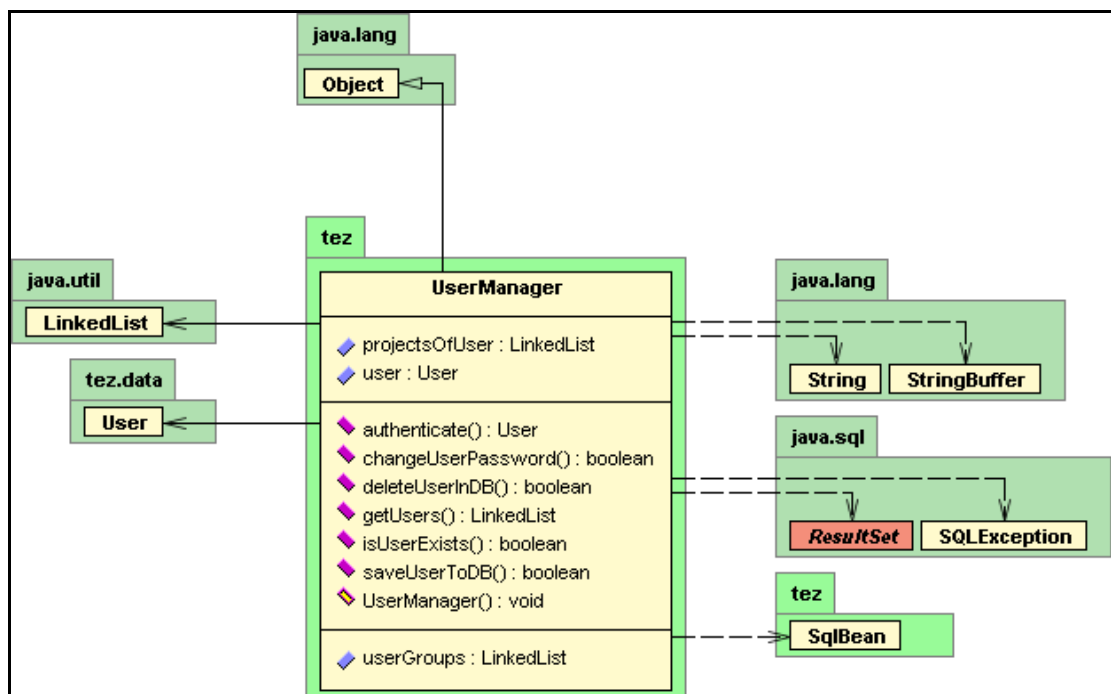 java.lang
Object
tez
UserManager
projectsOfUser : LinkedList
user : User
authenticate() : User
changeUserPassword() : boolean
deleteUserInDB() : boolean
getUsers() : LinkedList
isUserExists() : boolean
saveUserToDB() : boolean
UserManager() : void
userGroups : LinkedList
java.util
LinkedList
tez.data
User
java.lang
String
StringBuffer
java.sql
ResultSet
SQLException
tez
SqlBean